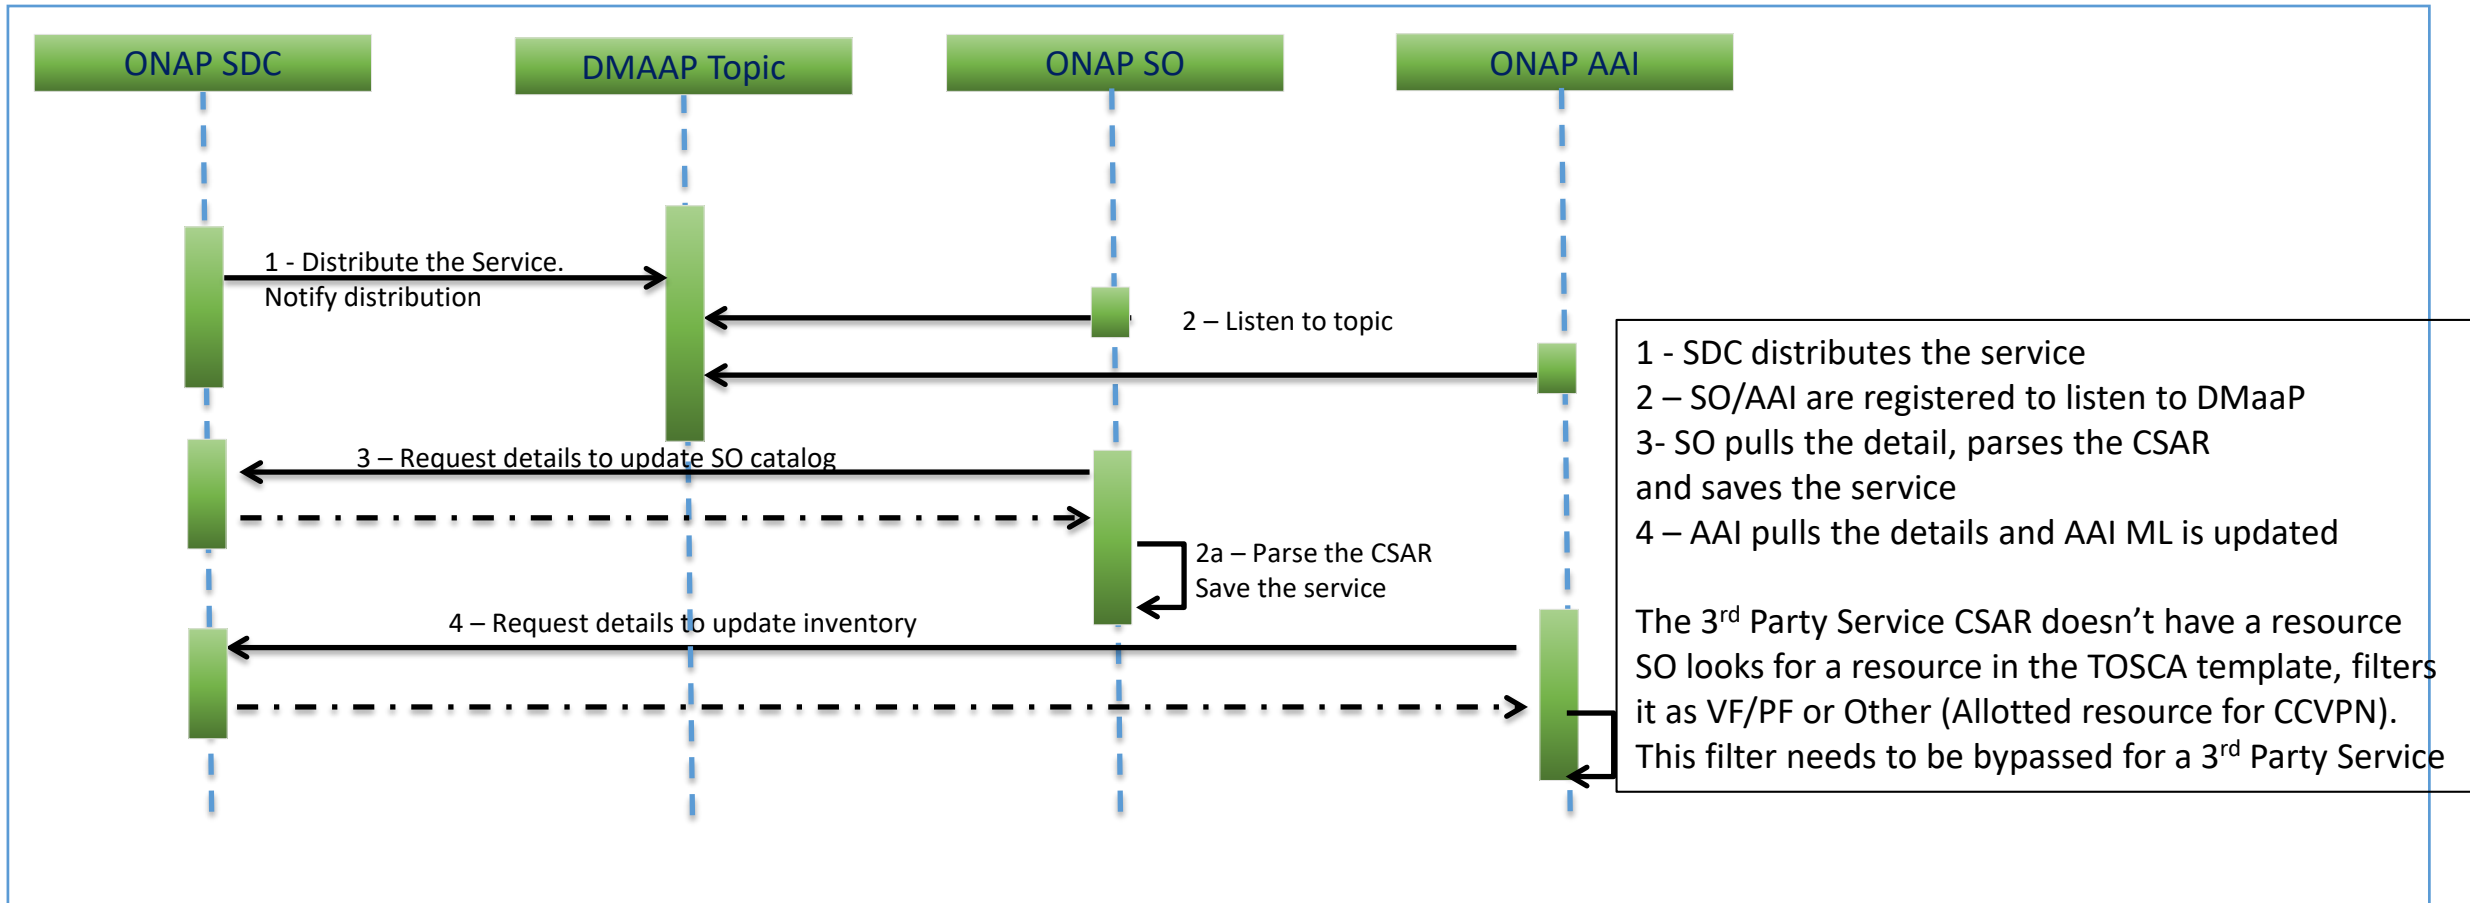 ONAP SDC
DMAAP Topic
ONAP SO
ONAP AAI
1 - Distribute the Service.
Notify distribution
2 – Listen to topic
3 – Request details to update SO catalog
2a – Parse the CSAR
Save the service
4 – Request details to update inventory
1 - SDC distributes the service
2 – SO/AAI are registered to listen to DMaaP
3- SO pulls the detail, parses the CSAR
and saves the service
4 – AAI pulls the details and AAI ML is updated
The 3rd Party Service CSAR doesn’t have a resource
SO looks for a resource in the TOSCA template, filters
it as VF/PF or Other (Allotted resource for CCVPN).
This filter needs to be bypassed for a 3rd Party Service